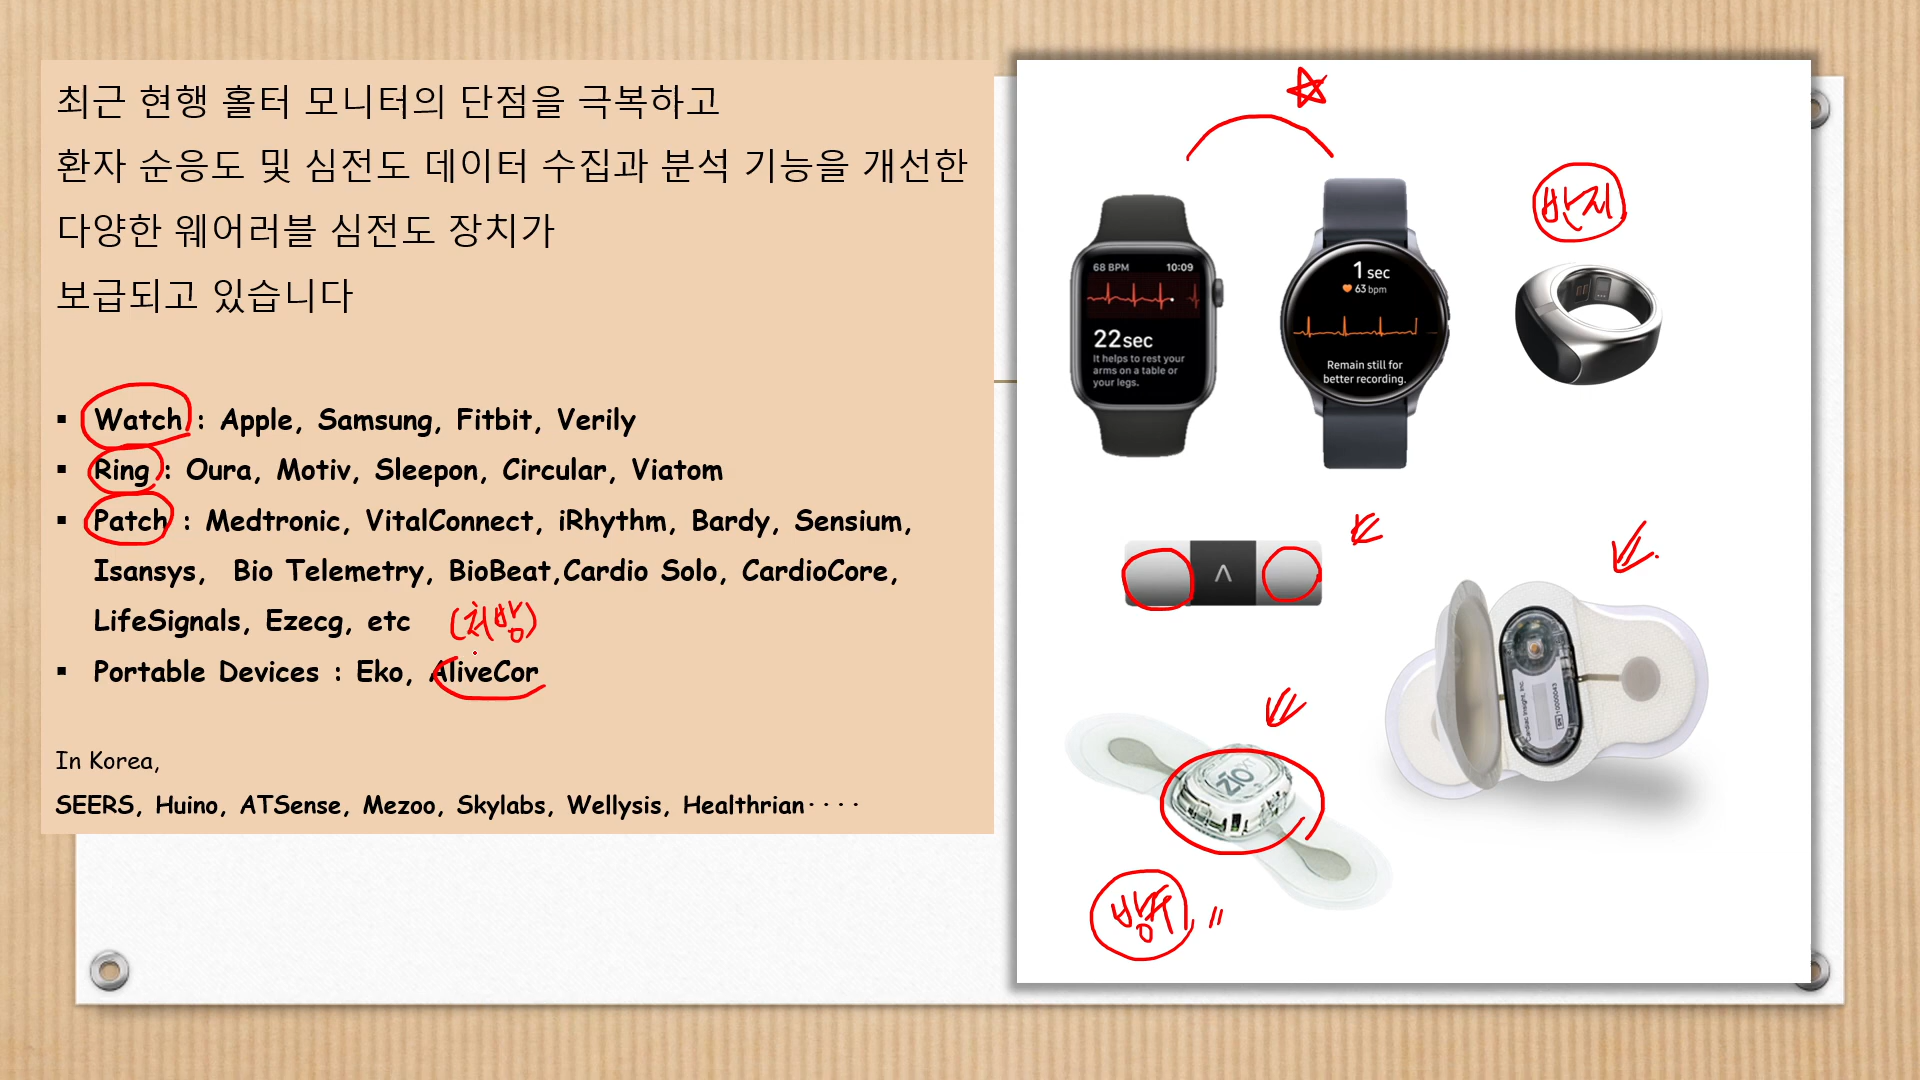 최근 현행 홀터 모니터의 단점을 극복하고
환자 순응도 및 심전도 데이터 수집과 분석 기능을 개선한
다양한 웨어러블 심전도 장치가
보급되고 있습니다
▪ Watch : Apple, Samsung, Fitbit, Verily
▪ Ring : Oura, Motiv, Sleepon, Circular, Viatom
▪ Patch : Medtronic, VitalConnect, iRhythm, Bardy, Sensium,
Isansys, Bio Telemetry, BioBeat,Cardio Solo, CardioCore,
LifeSignals, Ezecg, etc (처방)
▪ Portable Devices : Eko, AliveCor
In Korea,
SEERS, Huino, ATSense, Mezoo, Skylabs, Wellysis, Healthrian····
68 BPM 10:09
22sec
It helps to rest your
arms on a table or
your legs.
1 sec
63 bpm
Remain still for
better recording.
반지
Cardiac Insight, Inc.
SN 10000043
ZIO XT
방수